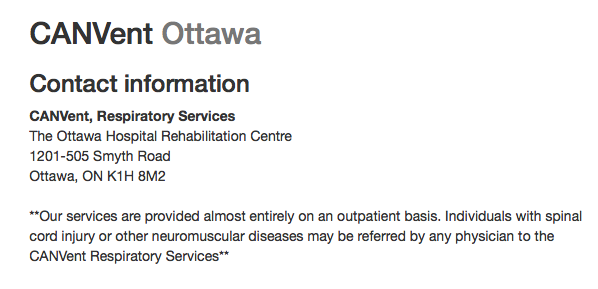 CANVent Ottawa
Contact information
CANVent, Respiratory Services
The Ottawa Hospital Rehabilitation Centre
1201-505 Smyth Road
Ottawa, ON K1H 8M2
**Our services are provided almost entirely on an outpatient basis. Individuals with spinal
cord injury or other neuromuscular diseases may be referred by any physician to the
CANVent Respiratory Services**